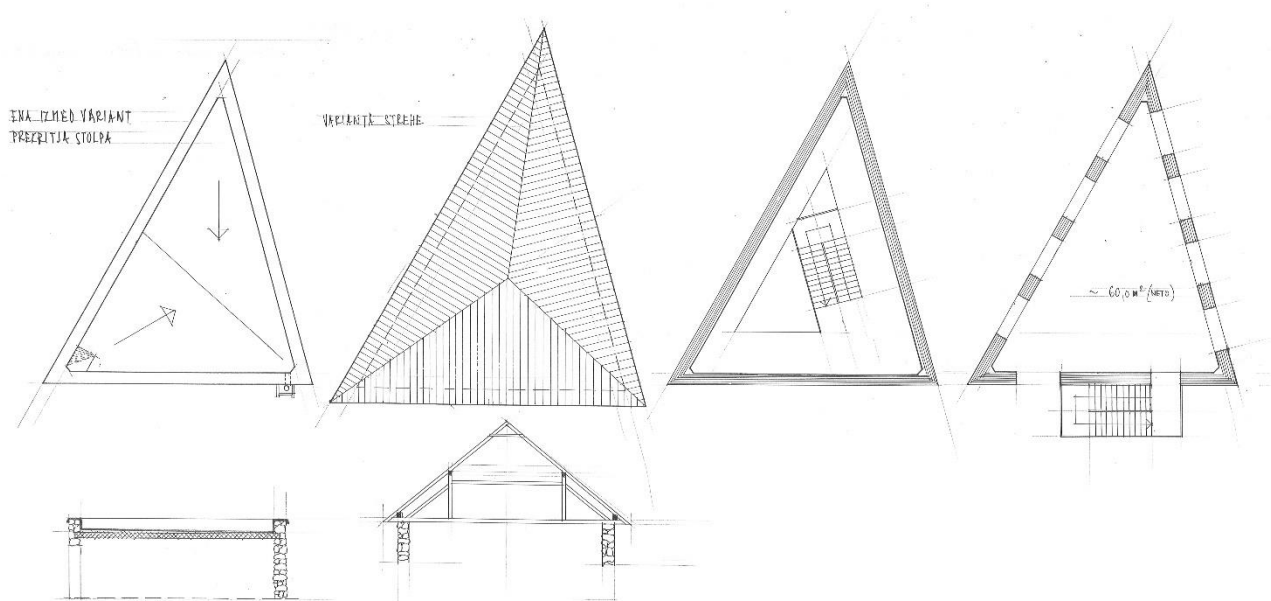 ENA IZMED VARIANT
PREKRITJA STOLPA
VARIANTA STREHE
~ 60,0 m² (NETO)